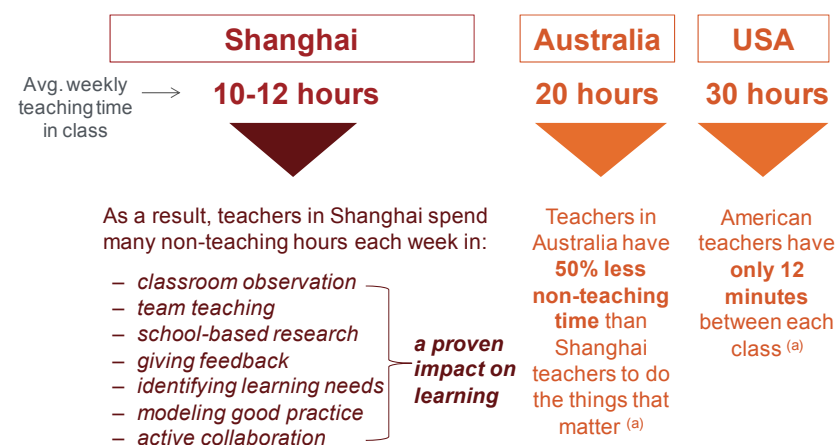 Shanghai
Australia
USA
Avg. weekly
teaching time
in class
10-12 hours
20 hours
30 hours
As a result, teachers in Shanghai spend
many non-teaching hours each week in:
– classroom observation
– team teaching
– school-based research
– giving feedback
– identifying learning needs
– modeling good practice
– active collaboration
a proven
impact on
learning
Teachers in
Australia have
50% less
non-teaching
time than
Shanghai
teachers to do
the things that
matter (a)
American
teachers have
only 12
minutes
between each
class (a)